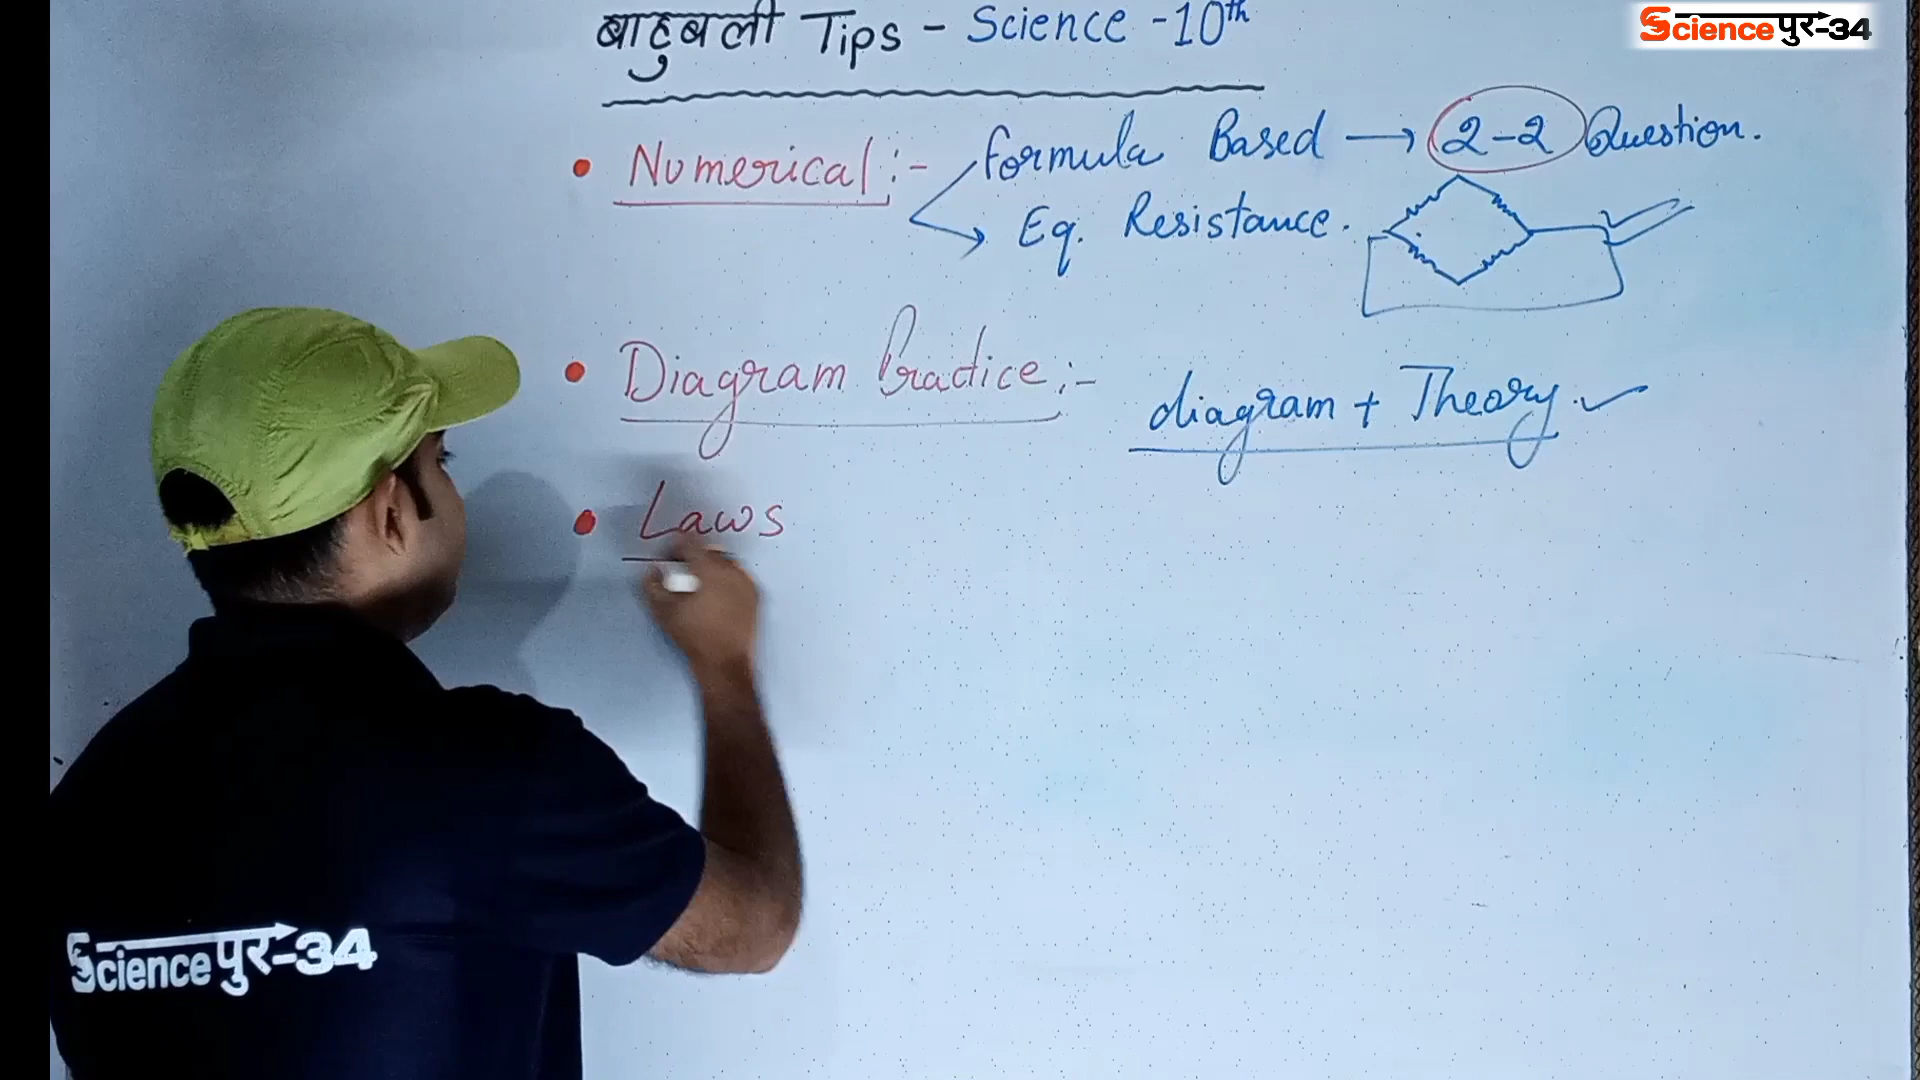 बाहुबली Tips - Science - 10th
Science पुर-34
• Numerical :- Formula Based → 2-2 Question.
→ Eq. Resistance.
• Diagram Practice :- diagram + Theory. ✓
• Laws
Science पुर-34